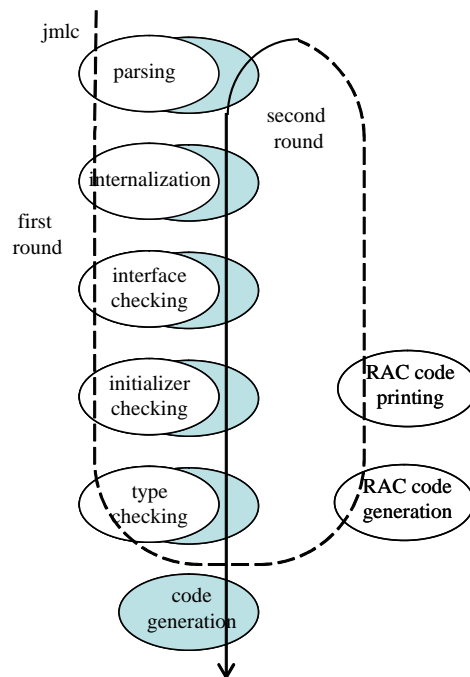 jmlc
parsing
second
round
internalization
first
round
interface
checking
initializer
checking
RAC code
printing
type
checking
RAC code
generation
code
generation